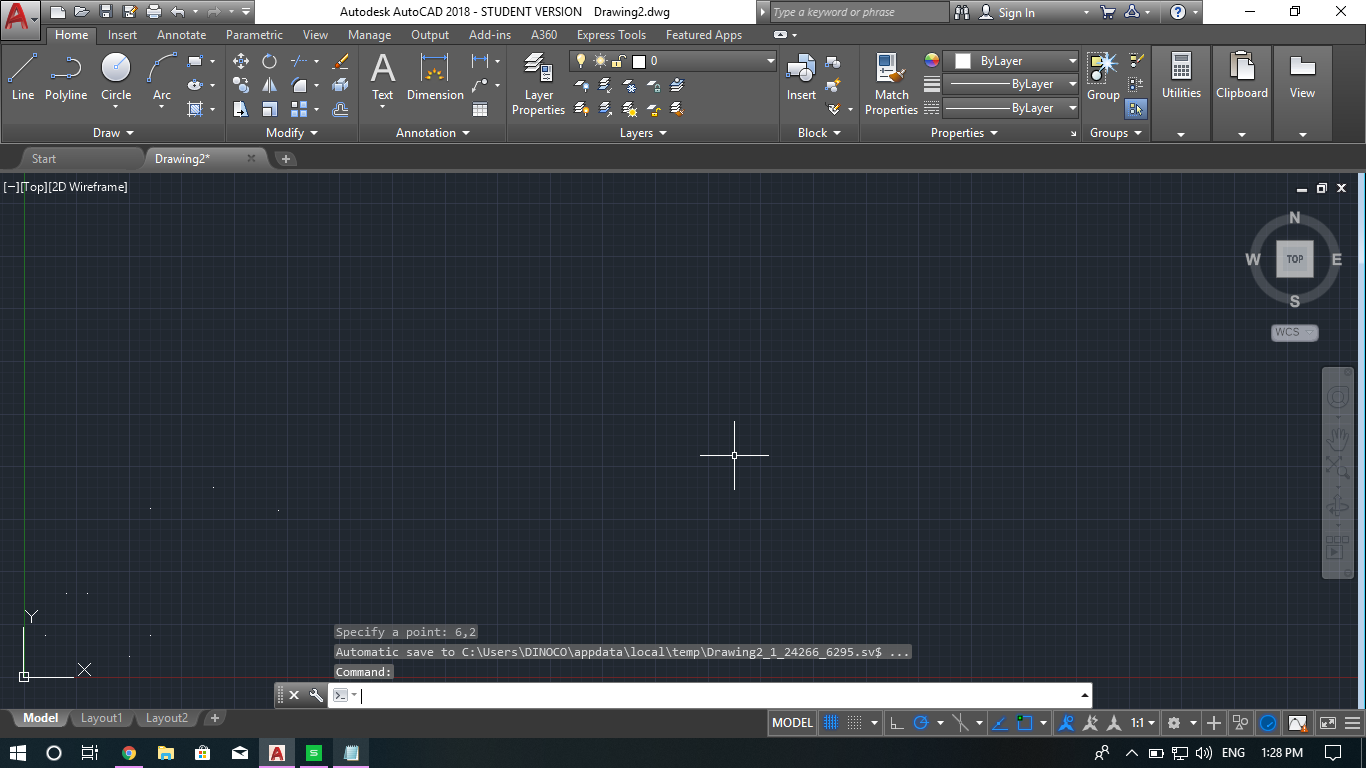 Autodesk AutoCAD 2018 - STUDENT VERSION Drawing2.dwg
Type a keyword or phrase
Sign In
Home Insert Annotate Parametric View Manage Output Add-ins A360 Express Tools Featured Apps
Line Polyline Circle Arc
Text Dimension
Layer Properties
0
Insert
Match Properties
ByLayer
ByLayer
ByLayer
Group
Utilities
Clipboard
View
Draw Modify Annotation Layers Block Properties Groups
Start Drawing2*
[−][Top][2D Wireframe]
N
W TOP E
S
WCS
Y
X
Specify a point: 6,2
Automatic save to C:\Users\DINOCO\appdata\local\temp\Drawing2_1_24266_6295.sv$ ...
Command:
Model Layout1 Layout2 +
MODEL 1:1
ENG 1:28 PM